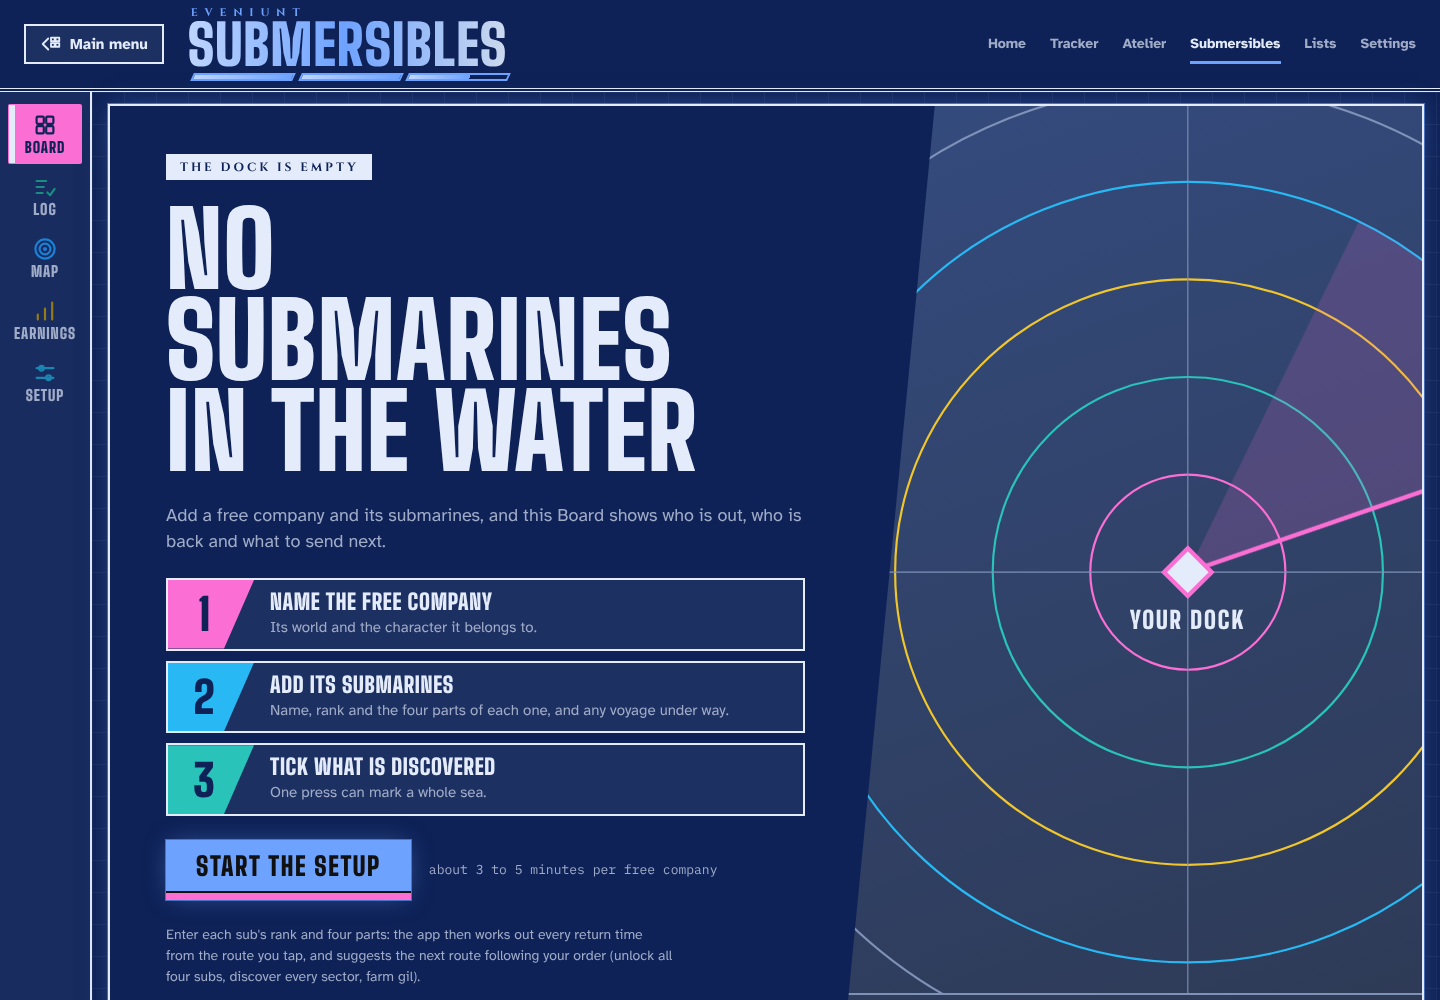 Main menu
EVENIUNT
SUBMERSIBLES
Home
Tracker
Atelier
Submersibles
Lists
Settings
BOARD
LOG
MAP
EARNINGS
SETUP
THE DOCK IS EMPTY
NO
SUBMARINES
IN THE WATER
Add a free company and its submarines, and this Board shows who is out, who is
back and what to send next.
1
NAME THE FREE COMPANY
Its world and the character it belongs to.
2
ADD ITS SUBMARINES
Name, rank and the four parts of each one, and any voyage under way.
3
TICK WHAT IS DISCOVERED
One press can mark a whole sea.
START THE SETUP
about 3 to 5 minutes per free company
Enter each sub's rank and four parts: the app then works out every return time
from the route you tap, and suggests the next route following your order (unlock all
four subs, discover every sector, farm gil).
YOUR DOCK